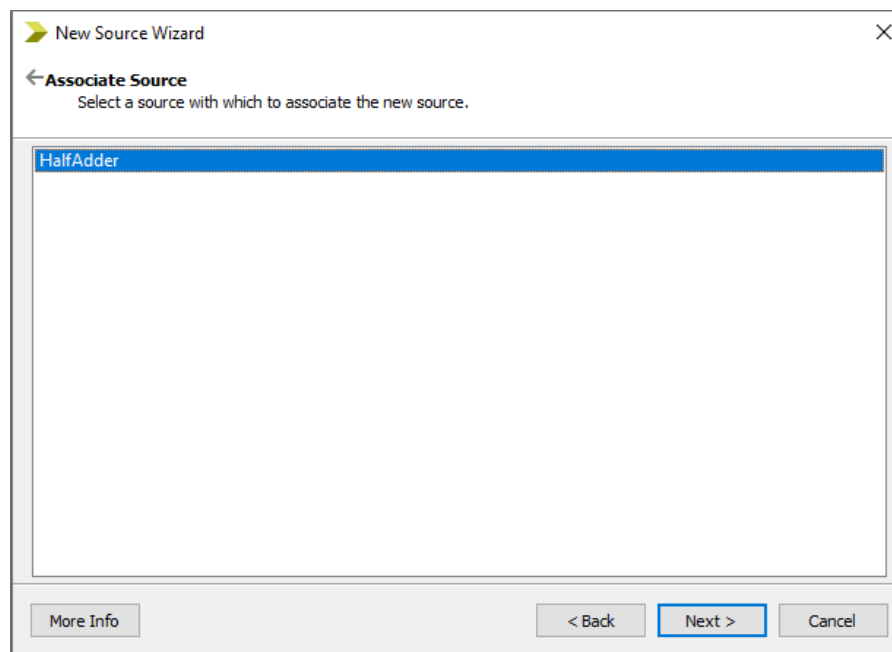 New Source Wizard
Associate Source
Select a source with which to associate the new source.
HalfAdder
More Info
< Back
Next >
Cancel